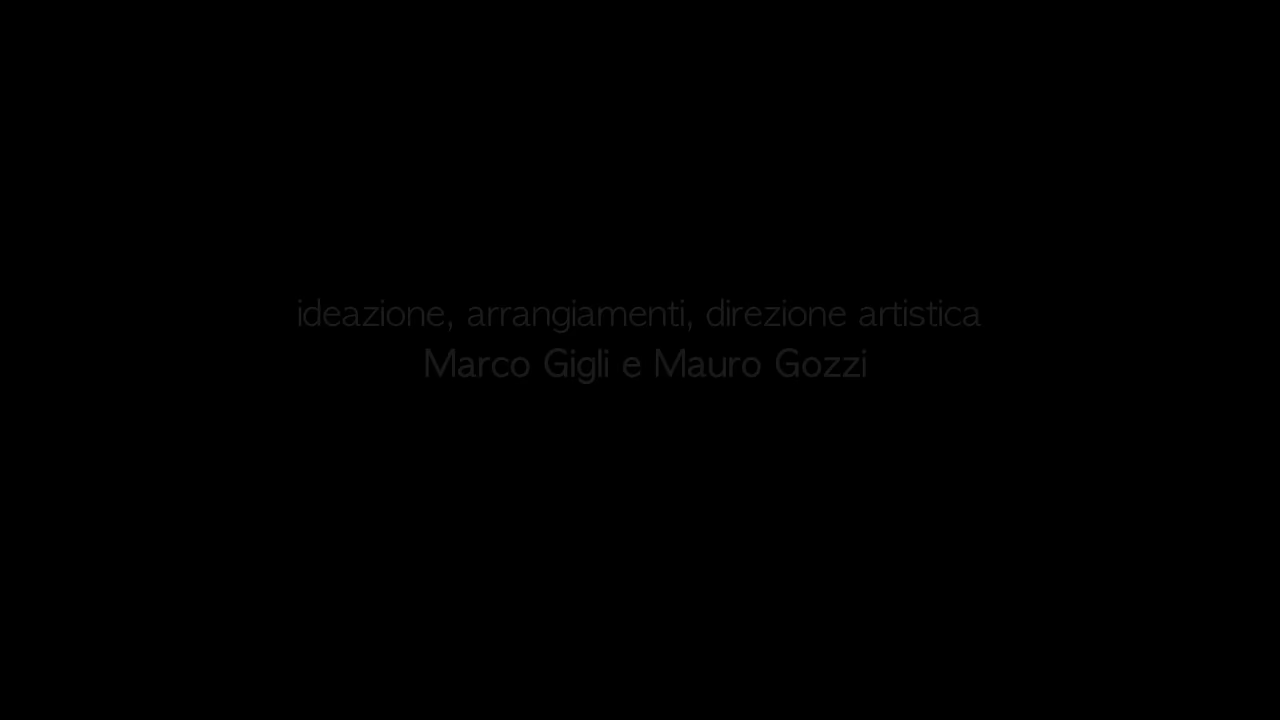 ideazione, arrangiamenti, direzione artistica
Marco Gigli e Mauro Gozzi